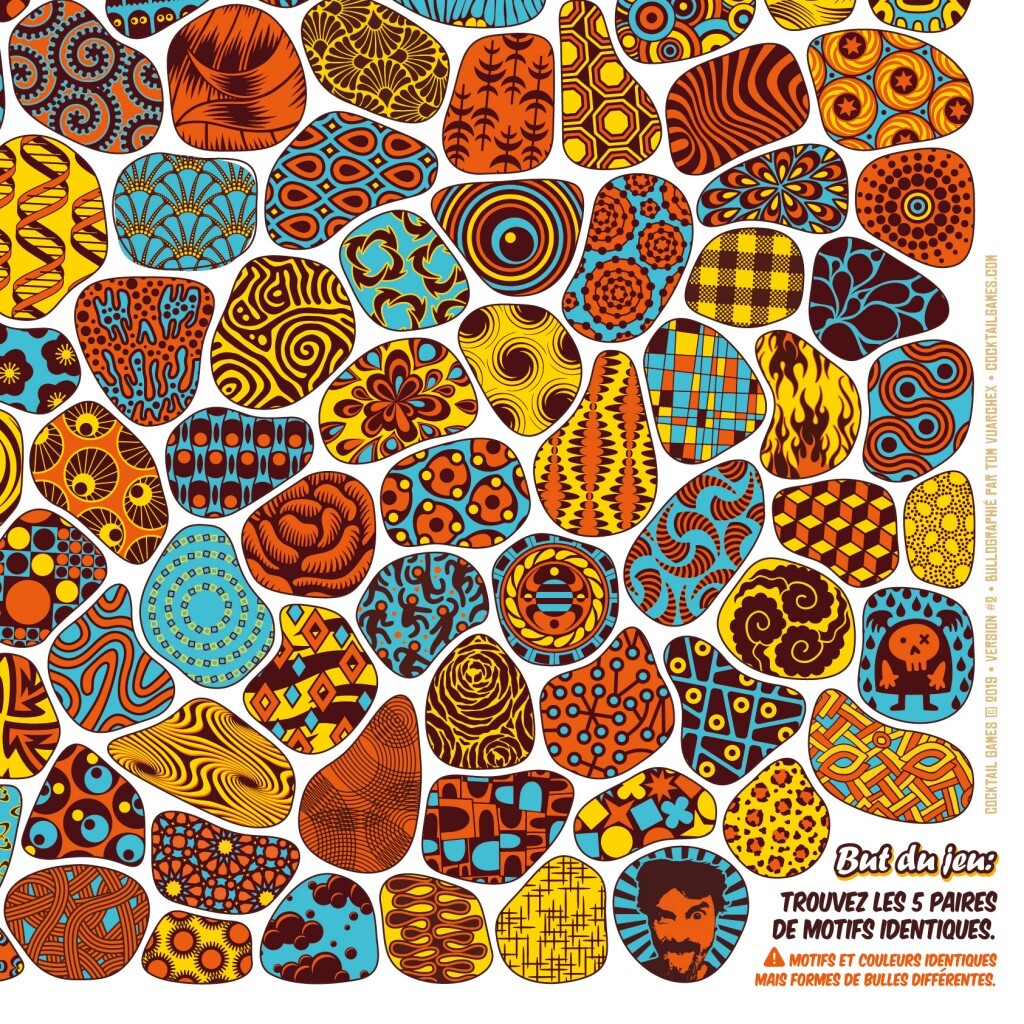 COCKTAIL GAMES © 2019 • VERSION #2 • BULLOGRAPHIÉ PAR TOM VUARCHEX • COCKTAILGAMES.COM
But du jeu:
TROUVEZ LES 5 PAIRES
DE MOTIFS IDENTIQUES.
MOTIFS ET COULEURS IDENTIQUES
MAIS FORMES DE BULLES DIFFÉRENTES.